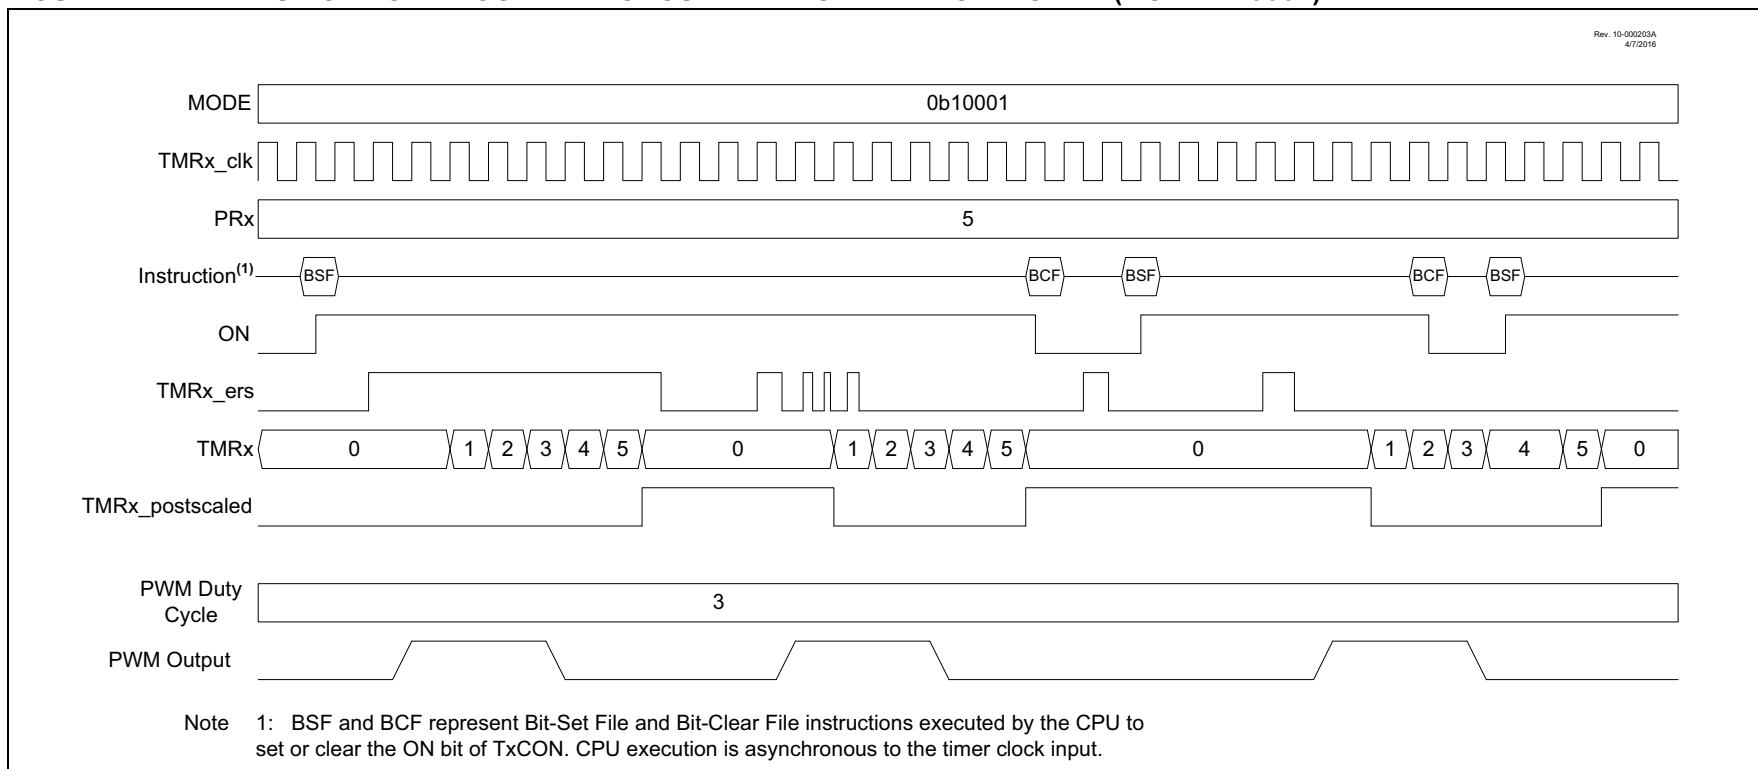 Rev. 10-000203A
4/7/2016
MODE 0b10001
TMRx_clk
PRx 5
Instruction(1) BSF BCF BSF BCF BSF
ON
TMRx_ers
TMRx 0 1 2 3 4 5 0 1 2 3 4 5 0 1 2 3 4 5 0
TMRx_postscaled
PWM Duty
Cycle 3
PWM Output
Note 1: BSF and BCF represent Bit-Set File and Bit-Clear File instructions executed by the CPU to
set or clear the ON bit of TxCON. CPU execution is asynchronous to the timer clock input.